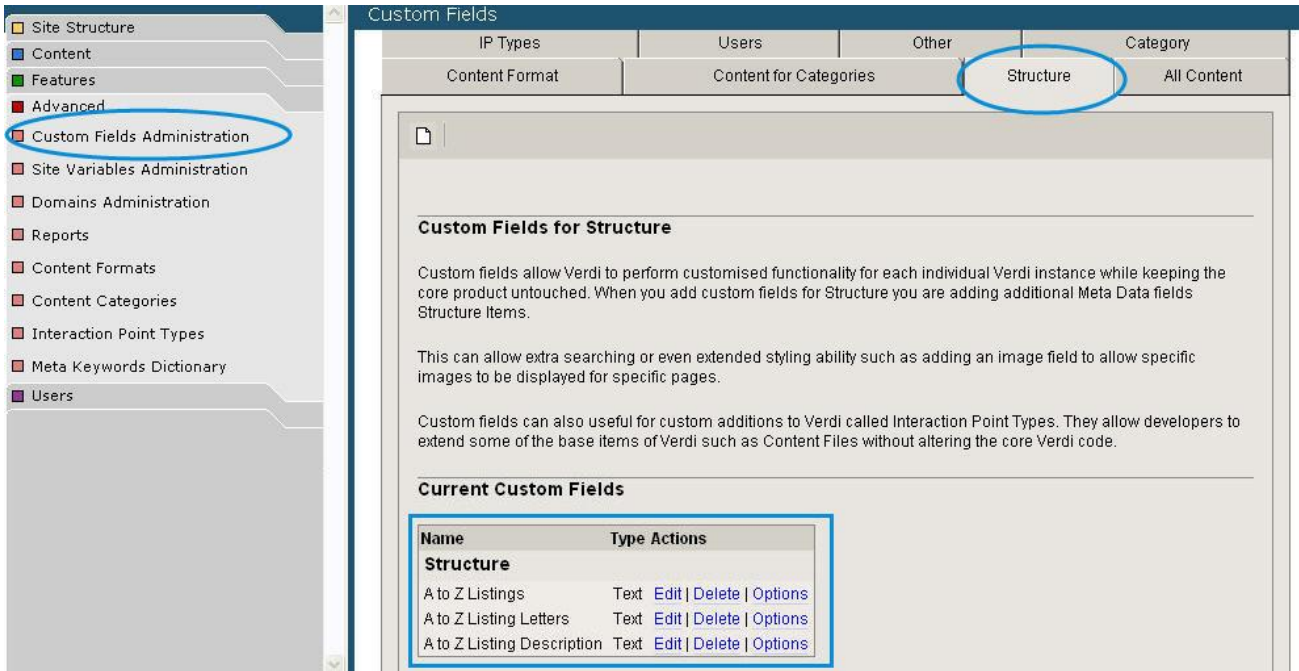 Site Structure
Content
Features
Advanced
Custom Fields Administration
Site Variables Administration
Domains Administration
Reports
Content Formats
Content Categories
Interaction Point Types
Meta Keywords Dictionary
Users
Custom Fields
IP Types Users Other Category
Content Format Content for Categories Structure All Content
Custom Fields for Structure
Custom fields allow Verdi to perform customised functionality for each individual Verdi instance while keeping the
core product untouched. When you add custom fields for Structure you are adding additional Meta Data fields
Structure Items.
This can allow extra searching or even extended styling ability such as adding an image field to allow specific
images to be displayed for specific pages.
Custom fields can also useful for custom additions to Verdi called Interaction Point Types. They allow developers to
extend some of the base items of Verdi such as Content Files without altering the core Verdi code.
Current Custom Fields
Name Type Actions
Structure
A to Z Listings Text Edit | Delete | Options
A to Z Listing Letters Text Edit | Delete | Options
A to Z Listing Description Text Edit | Delete | Options